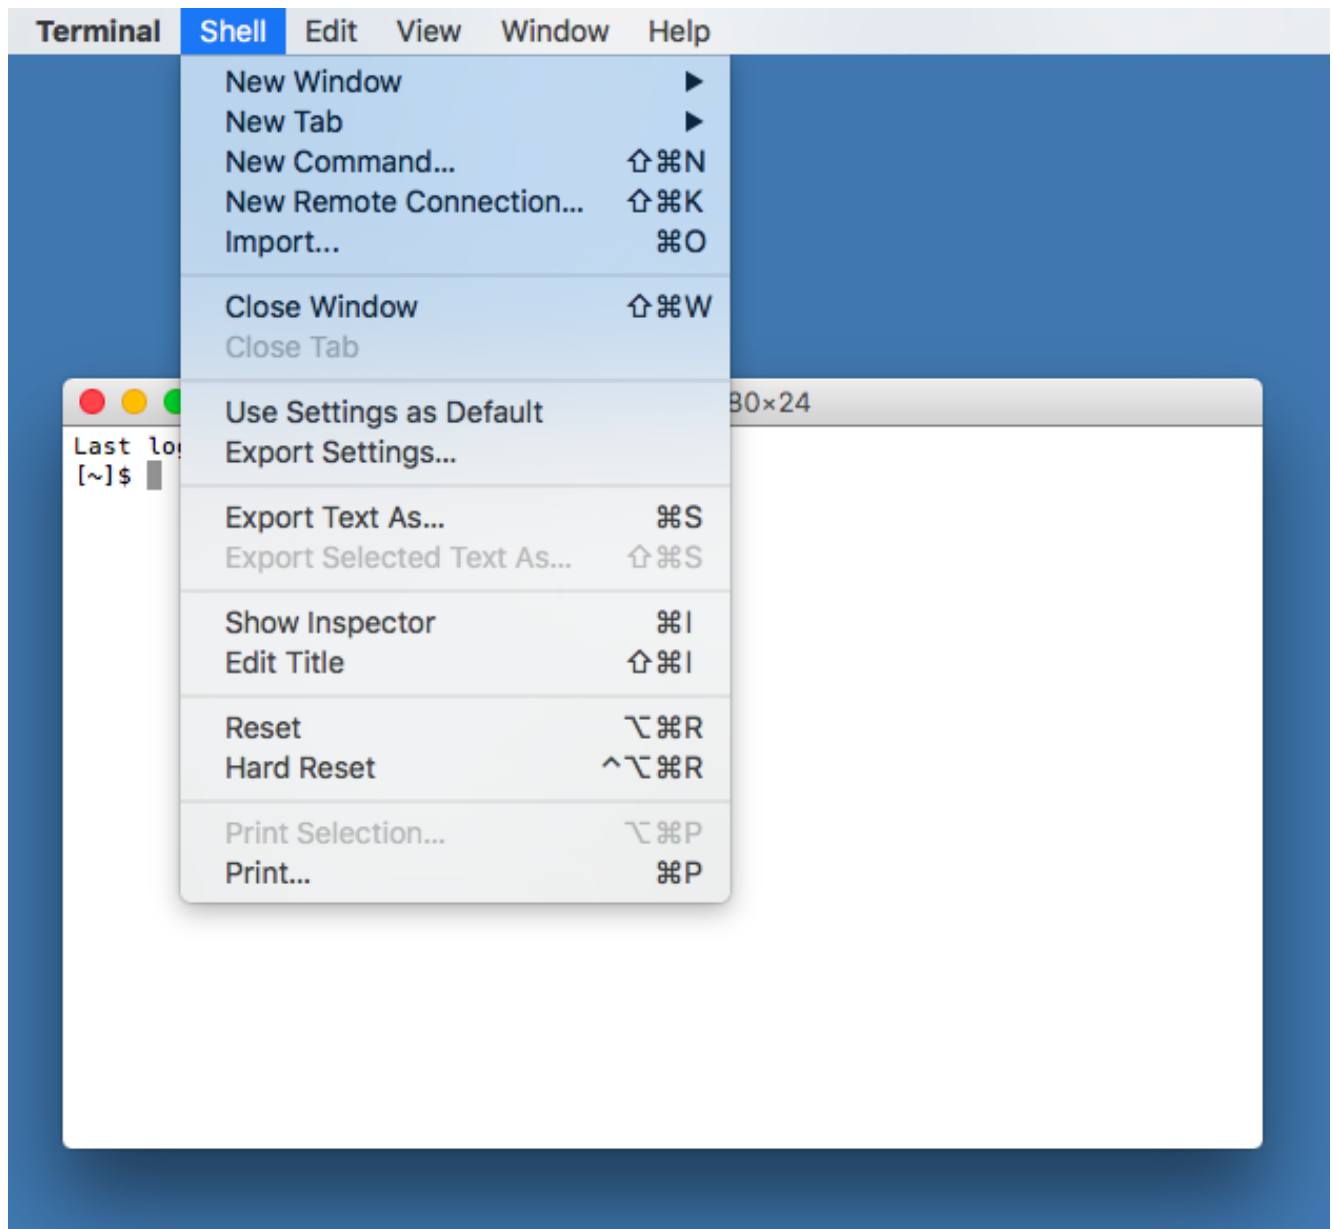 Terminal Shell Edit View Window Help
New Window ▶
New Tab ▶
New Command... ⇧⌘N
New Remote Connection... ⇧⌘K
Import... ⌘O
Close Window ⇧⌘W
Close Tab
80×24
Use Settings as Default
Last
Export Settings...
[~]$
Export Text As... ⌘S
Export Selected Text As... ⇧⌘S
Show Inspector ⌘I
Edit Title ⇧⌘I
Reset ⌥⌘R
Hard Reset ^⌥⌘R
Print Selection... ⌥⌘P
Print... ⌘P